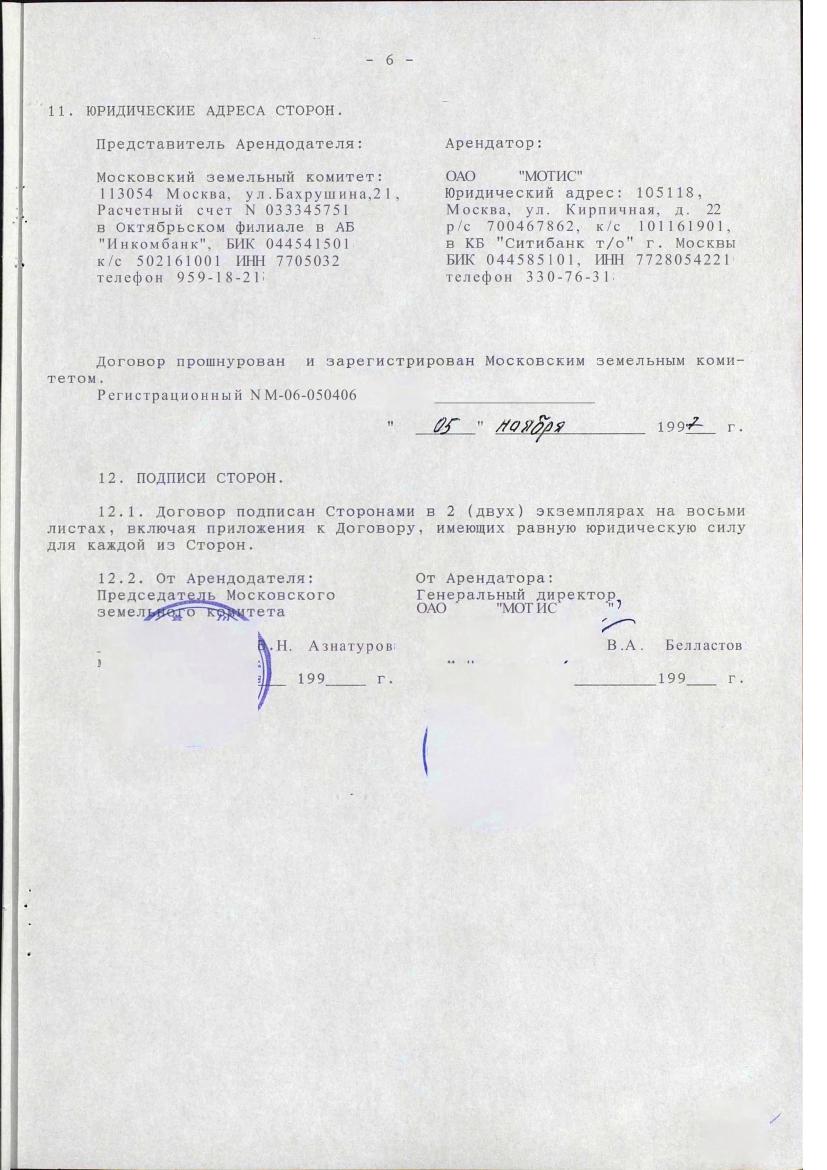 - 6 -
11. ЮРИДИЧЕСКИЕ АДРЕСА СТОРОН.
Представитель Арендодателя:
Московский земельный комитет:
113054 Москва, ул.Бахрушина,21,
Расчетный счет N 033345751
в Октябрьском филиале в АБ
"Инкомбанк", БИК 044541501
к/с 502161001 ИНН 7705032
телефон 959-18-21
Арендатор:
ОАО "МОТИС"
Юридический адрес: 105118,
Москва, ул. Кирпичная, д. 22
р/с 700467862, к/с 101161901,
в КБ "Ситибанк т/о" г. Москвы
БИК 044585101, ИНН 7728054221
телефон 330-76-31
Договор прошнурован и зарегистрирован Московским земельным коми-
тетом.
Регистрационный N М-06-050406
" 05 " ноября 1997 г.
12. ПОДПИСИ СТОРОН.
12.1. Договор подписан Сторонами в 2 (двух) экземплярах на восьми
листах, включая приложения к Договору, имеющих равную юридическую силу
для каждой из Сторон.
12.2. От Арендодателя:
Председатель Московского
земельного комитета
Н. Азнатуров
199____ г.
От Арендатора:
Генеральный директор
ОАО "МОТИС"
В.А. Белластов
" "
________199___ г.